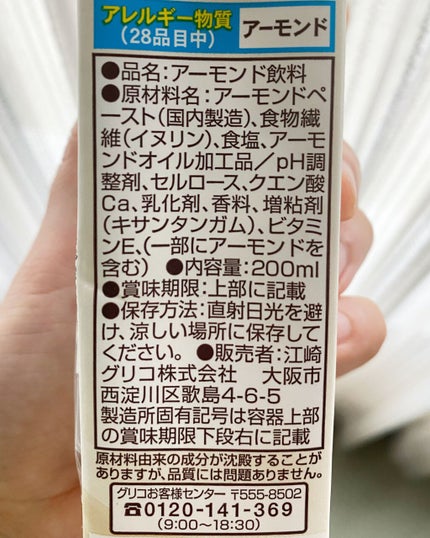 アレルギー物質
(28品目中)
アーモンド
●品名:アーモンド飲料
●原材料名:アーモンドペ
ースト(国内製造)、食物繊
維(イヌリン)、食塩、アーモ
ンドオイル加工品/pH調
整剤、セルロース、クエン酸
Ca、乳化剤、香料、増粘剤
(キサンタンガム)、ビタミ
ンE、(一部にアーモンドを
含む) ●内容量:200ml
●賞味期限:上部に記載
●保存方法:直射日光を避
け、涼しい場所に保存して
ください。●販売者:江崎
グリコ株式会社 大阪市
西淀川区歌島4-6-5
製造所固有記号は容器上部
の賞味期限下段右に記載
原材料由来の成分が沈殿することが
ありますが、品質には問題ありません。
グリコお客様センター 〒555-8502
☎0120-141-369
(9:00~18:30)